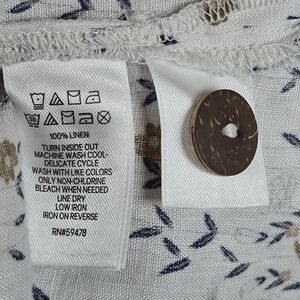 30
100% LINEN
TURN INSIDE OUT
MACHINE WASH COOL-
DELICATE CYCLE
WASH WITH LIKE COLORS
ONLY NON-CHLORINE
BLEACH WHEN NEEDED
LINE DRY
LOW IRON
IRON ON REVERSE
RN#59478